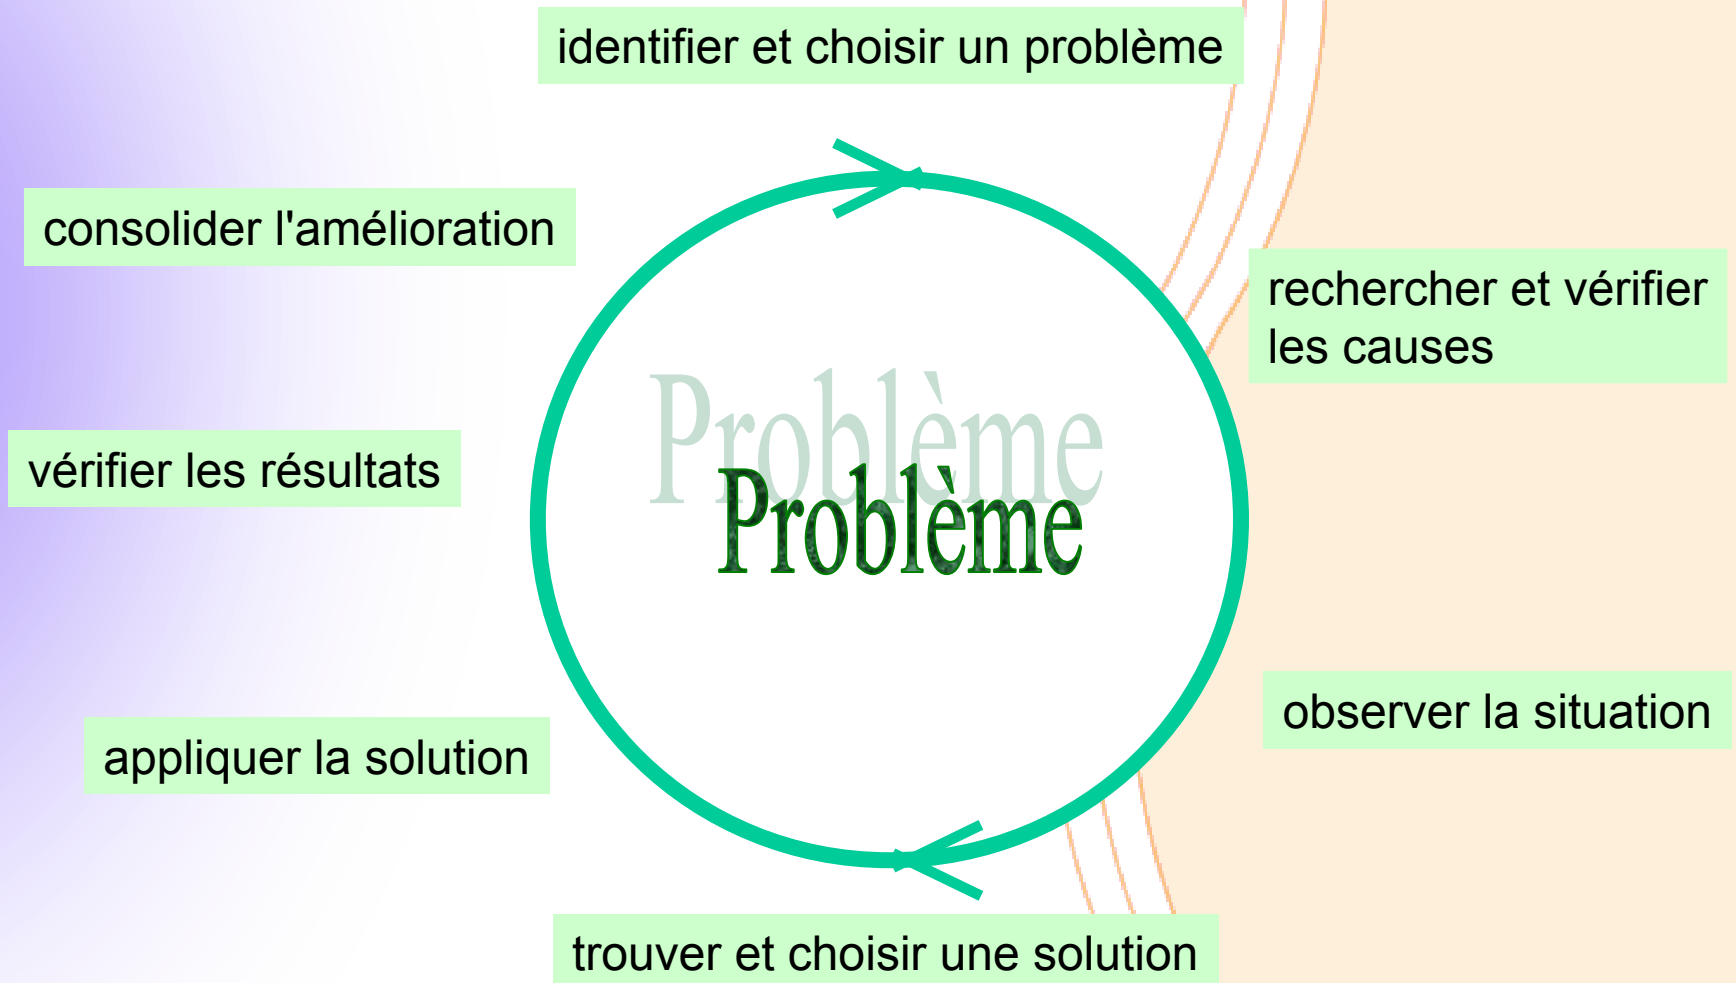 identifier et choisir un problème
consolider l'amélioration
rechercher et vérifier
les causes
vérifier les résultats
Problème
observer la situation
appliquer la solution
trouver et choisir une solution